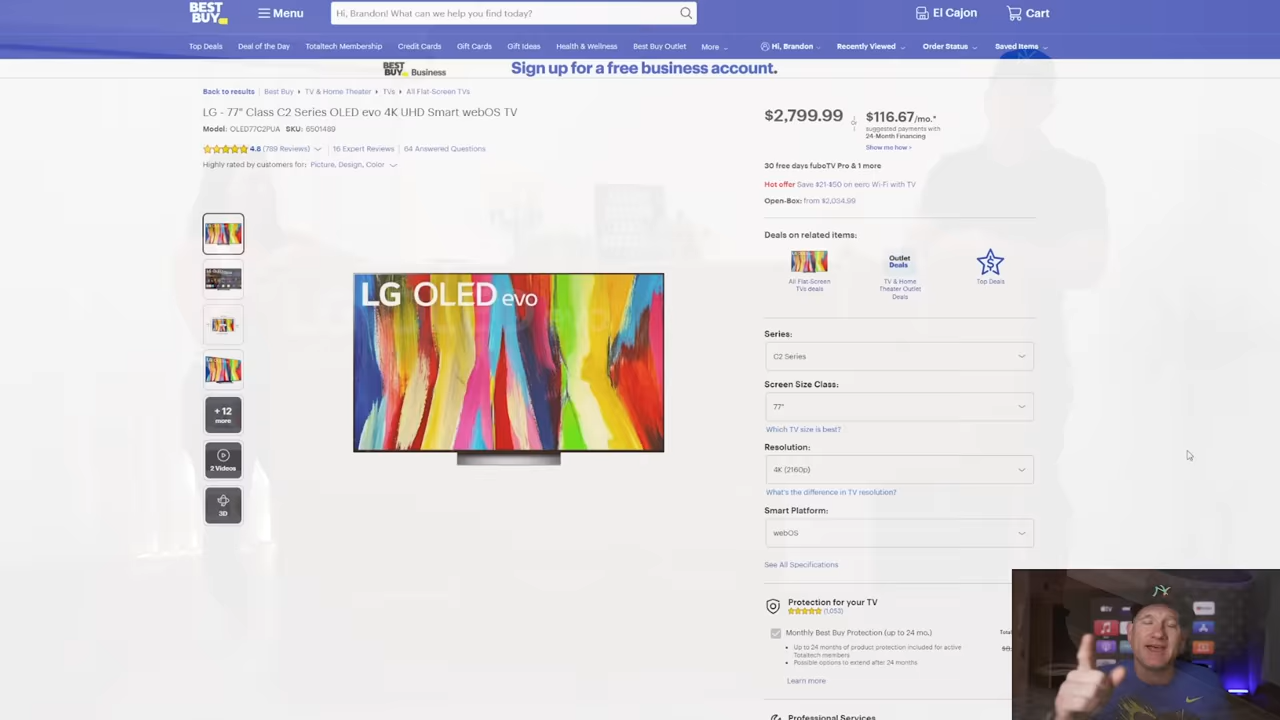 BEST BUY
Menu
Hi, Brandon! What can we help you find today?
El Cajon
Cart
Top Deals
Deal of the Day
Totaltech Membership
Credit Cards
Gift Cards
Gift Ideas
Health & Wellness
Best Buy Outlet
More
Hi, Brandon
Recently Viewed
Order Status
Saved Items
BEST BUY Business
Sign up for a free business account.
Back to results
Best Buy
TV & Home Theater
TVs
All Flat-Screen TVs
LG - 77" Class C2 Series OLED evo 4K UHD Smart webOS TV
Model: OLED77C2PUA SKU: 6501489
4.8 (789 Reviews)
16 Expert Reviews
64 Answered Questions
Highly rated by customers for: Picture, Design, Color
LG OLED evo
+ 12
more
2 Videos
3D
$2,799.99
or
$116.67/mo.*
suggested payments with
24-Month Financing
Show me how >
30 free days fuboTV Pro & 1 more
Hot offer Save $21-$50 on eero Wi-Fi with TV
Open-Box: from $2,034.99
Deals on related items:
All Flat-Screen
TVs deals
Outlet
Deals
TV & Home
Theater Outlet
Deals
Top Deals
Series:
C2 Series
Screen Size Class:
77"
Which TV size is best?
Resolution:
4K (2160p)
What's the difference in TV resolution?
Smart Platform:
webOS
See All Specifications
Protection for your TV
(1,052)
Monthly Best Buy Protection (up to 24 mo.)
Up to 24 months of product protection included for active
Totaltech members
Possible options to extend after 24 months
Learn more
Professional Services